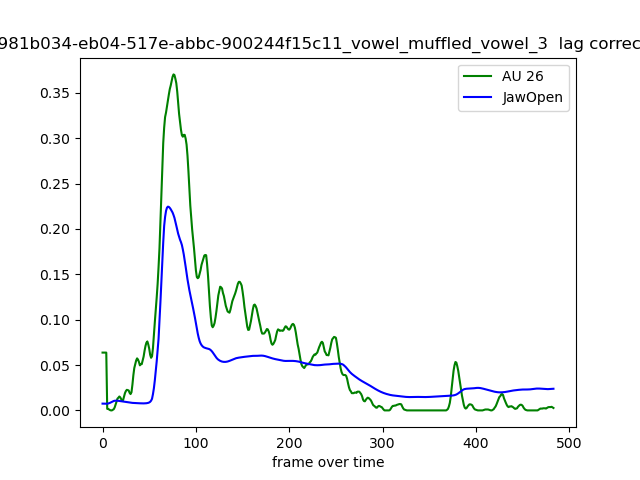 981b034-eb04-517e-abbc-900244f15c11_vowel_muffled_vowel_3 lag correc
AU 26
JawOpen
0.35
0.30
0.25
0.20
0.15
0.10
0.05
0.00
0 100 200 300 400 500
frame over time